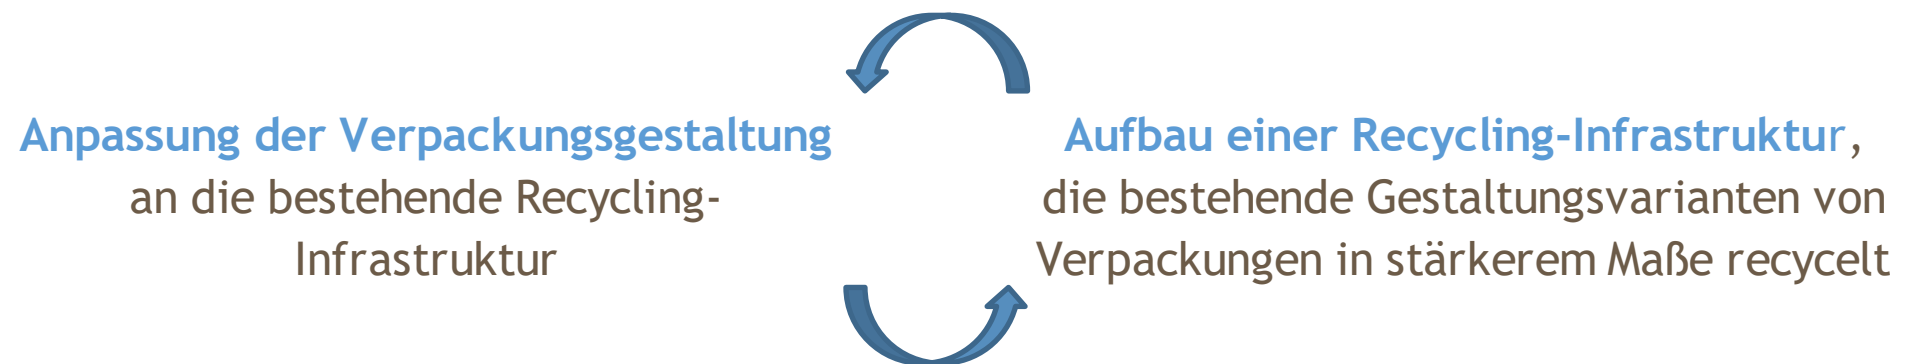 Anpassung der Verpackungsgestaltung
an die bestehende Recycling-
Infrastruktur
Aufbau einer Recycling-Infrastruktur,
die bestehende Gestaltungsvarianten von
Verpackungen in stärkerem Maße recycelt